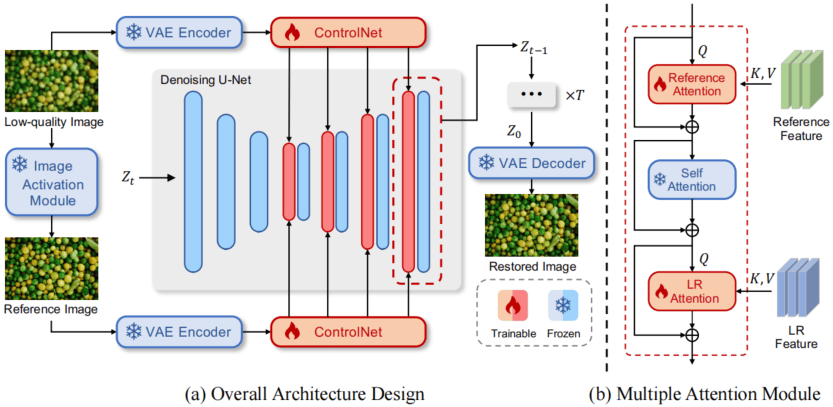 VAE Encoder
ControlNet
Low-quality Image
Image
Activation
Module
Reference Image
VAE Encoder
ControlNet
Denoising U-Net
Z_t
Z_{t−1}
••• ×T
Z_0
VAE Decoder
Restored Image
Trainable
Frozen
(a) Overall Architecture Design
Q
Reference
Attention
K, V
Reference
Feature
Self
Attention
Q
LR
Attention
K, V
LR
Feature
(b) Multiple Attention Module